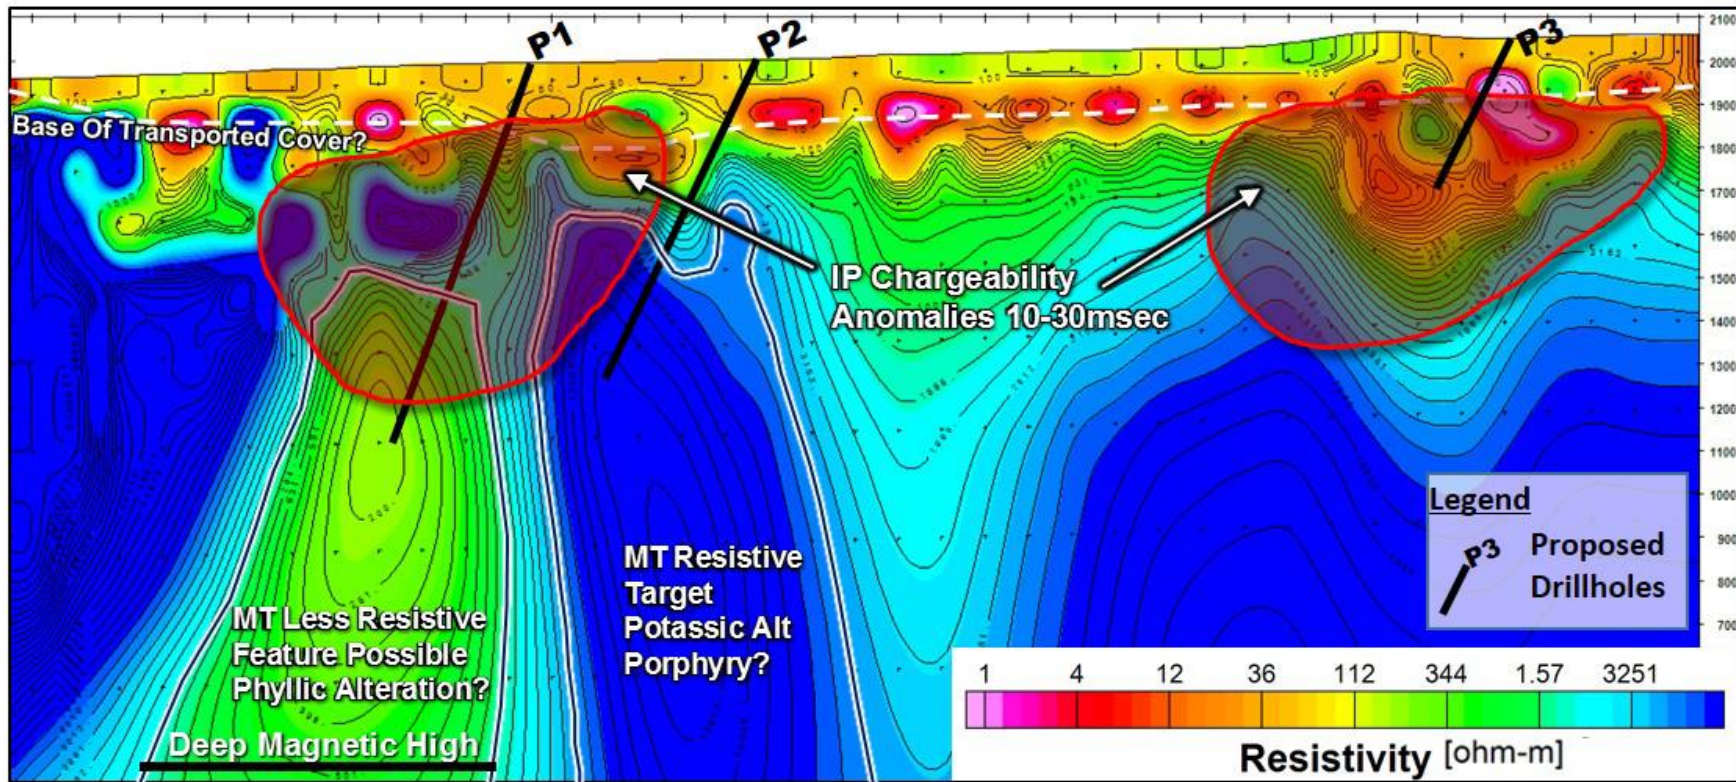 P1
P2
P3
2100
2000
1900
1800
1700
1600
1500
1400
1300
1200
1100
1000
900
800
700
Base Of Transported Cover?
IP Chargeability
Anomalies 10-30msec
MT Less Resistive
Feature Possible
Phyllic Alteration?
Deep Magnetic High
MT Resistive
Target
Potassic Alt
Porphyry?
Legend
P3 Proposed
Drillholes
1 4 12 36 112 344 1.57 3251
Resistivity [ohm-m]